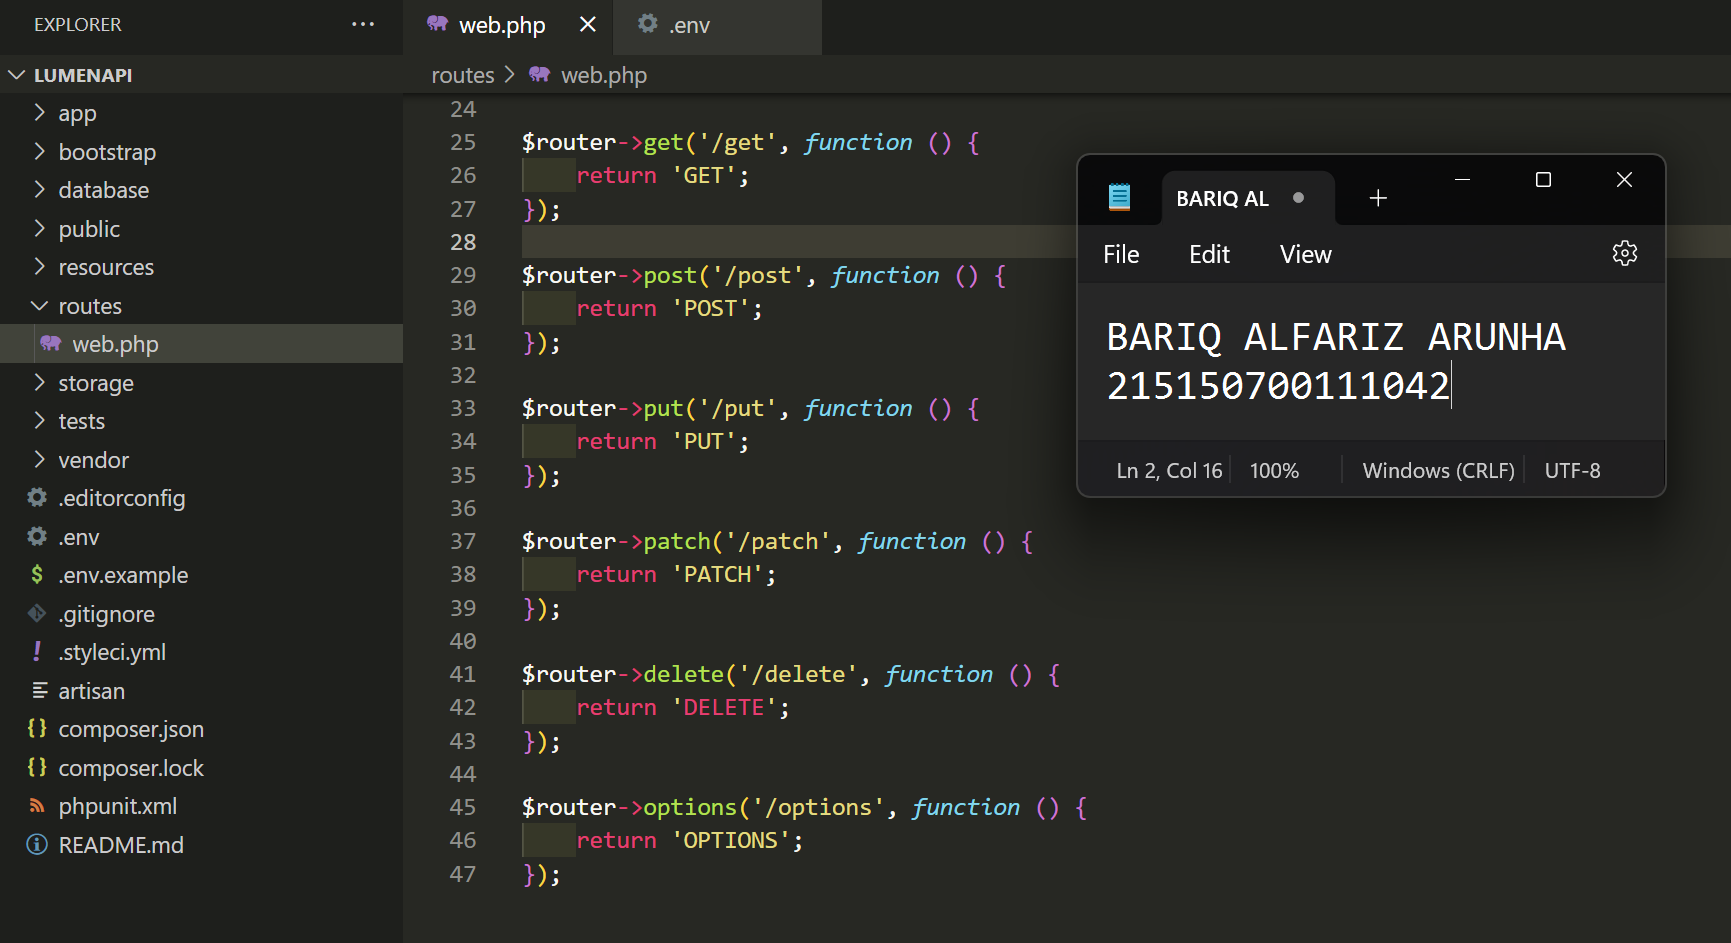 EXPLORER
LUMENAPI
app
bootstrap
database
public
resources
routes
web.php
storage
tests
vendor
.editorconfig
.env
.env.example
.gitignore
.styleci.yml
artisan
composer.json
composer.lock
phpunit.xml
README.md
web.php
.env
routes > web.php
24
25 $router->get('/get', function () {
26     return 'GET';
27 });
28
29 $router->post('/post', function () {
30     return 'POST';
31 });
32
33 $router->put('/put', function () {
34     return 'PUT';
35 });
36
37 $router->patch('/patch', function () {
38     return 'PATCH';
39 });
40
41 $router->delete('/delete', function () {
42     return 'DELETE';
43 });
44
45 $router->options('/options', function () {
46     return 'OPTIONS';
47 });
BARIQ AL
File Edit View
BARIQ ALFARIZ ARUNHA
215150700111042
Ln 2, Col 16 100% Windows (CRLF) UTF-8